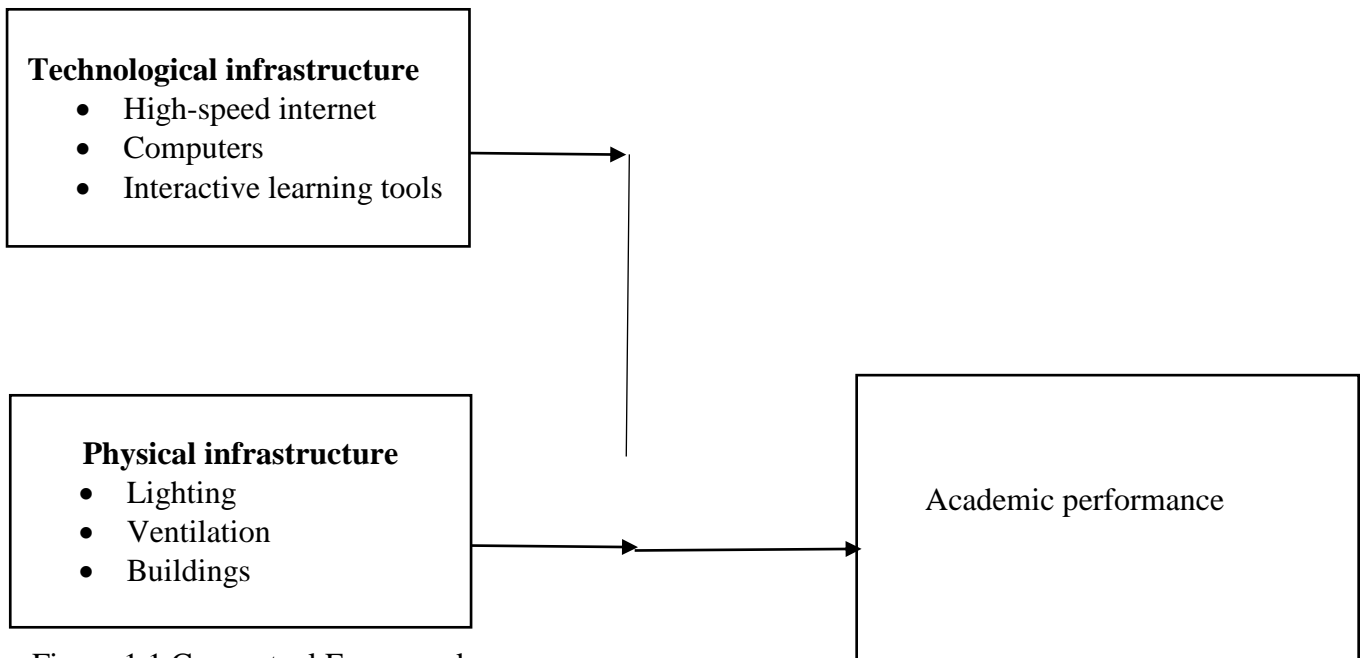 Technological infrastructure
• High-speed internet
• Computers
• Interactive learning tools
Physical infrastructure
• Lighting
• Ventilation
• Buildings
Academic performance
Figure 1.1 Conceptual Framework